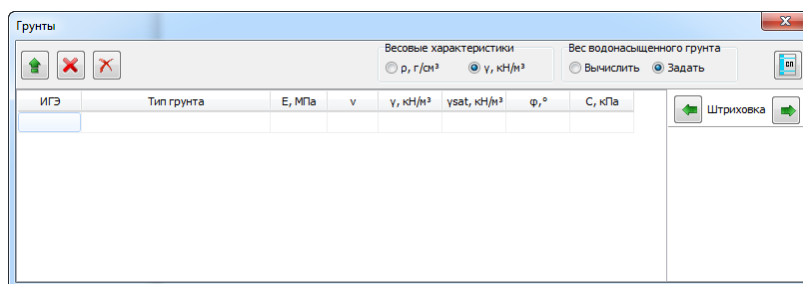 Грунты
Весовые характеристики
ρ, г/см³ γ, кН/м³
Вес водонасыщенного грунта
Вычислить Задать
СП
ИГЭ Тип грунта E, МПа ν γ, кН/м³ γsat, кН/м³ φ,° C, кПа
Штриховка